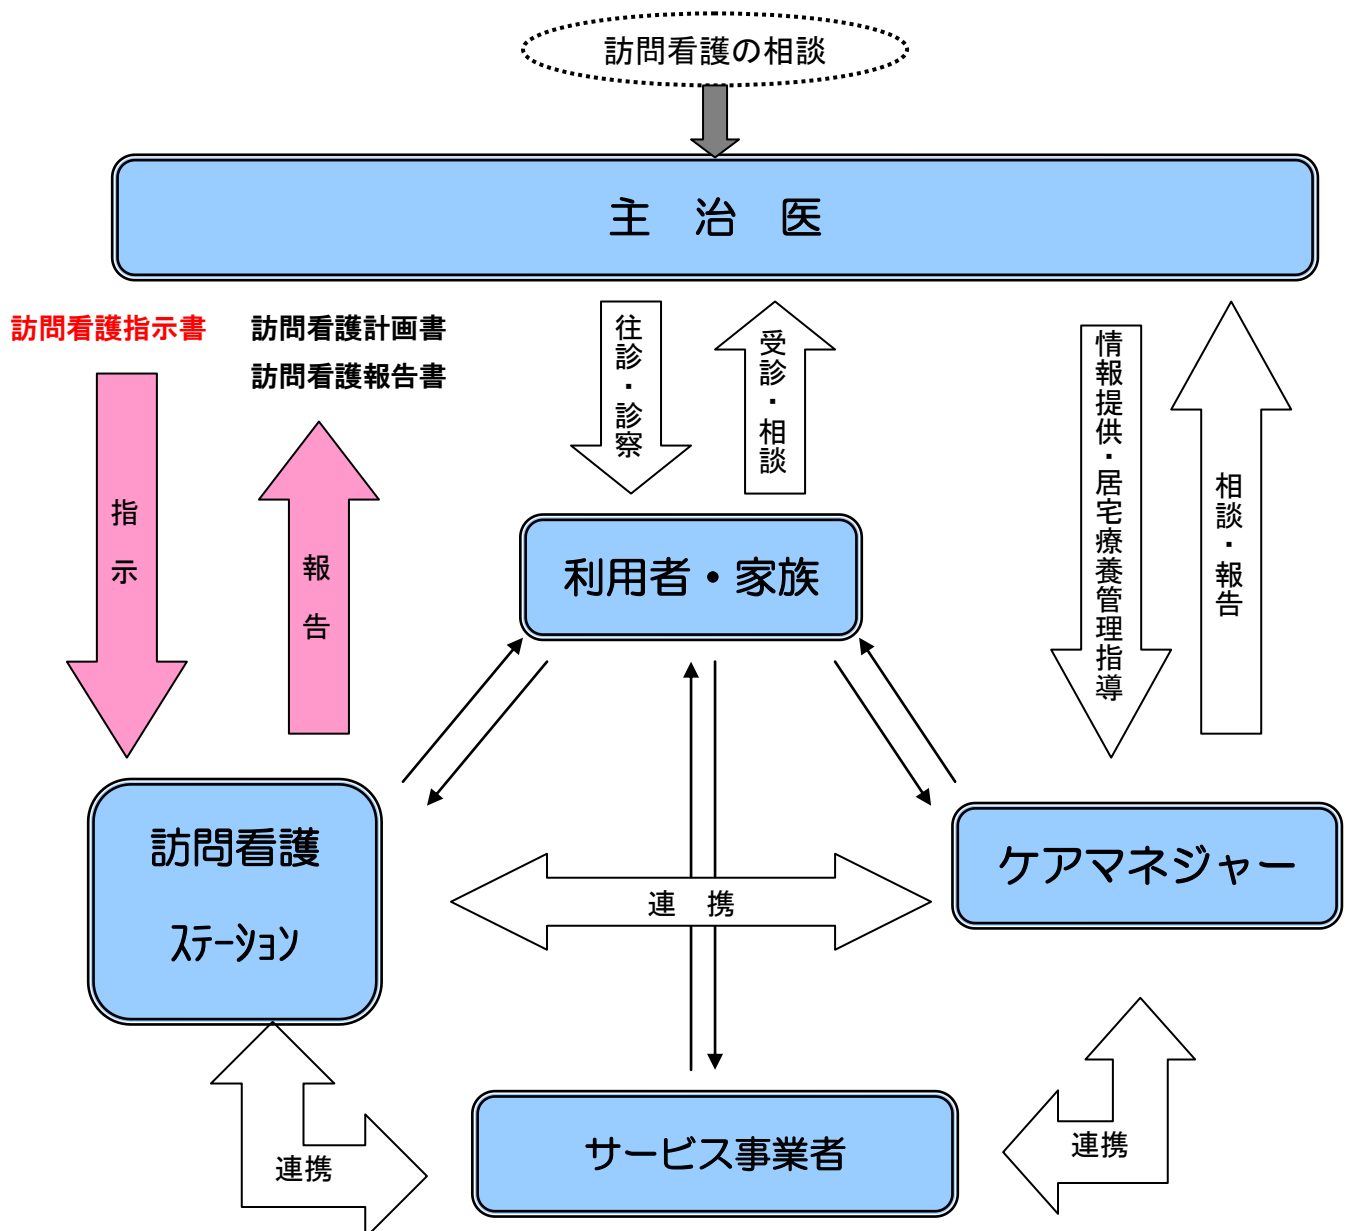 訪問看護の相談
主 治 医
訪問看護指示書
訪問看護計画書
訪問看護報告書
往診・診察
受診・相談
情報提供・居宅療養管理指導
相談・報告
指 示
報 告
利用者・家族
訪問看護
ｽﾃｰｼｮﾝ
ケアマネジャー
連 携
サービス事業者
連携
連携